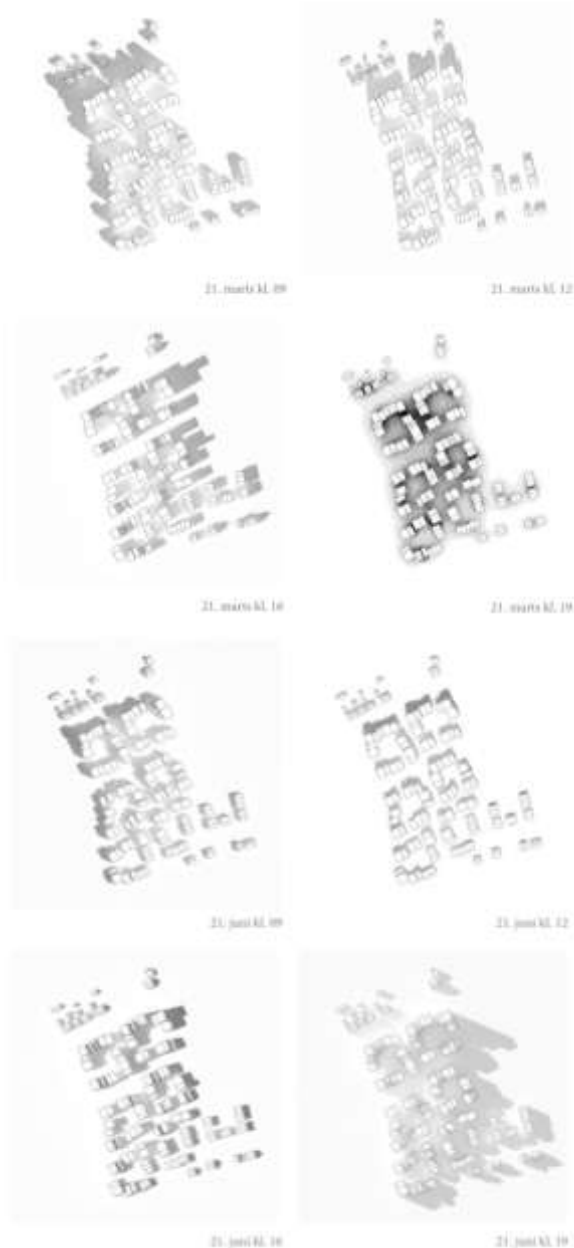 21. marts kl. 09
21. marts kl. 12
21. marts kl. 16
21. marts kl. 19
21. juni kl. 09
21. juni kl. 12
21. juni kl. 16
21. juni kl. 19